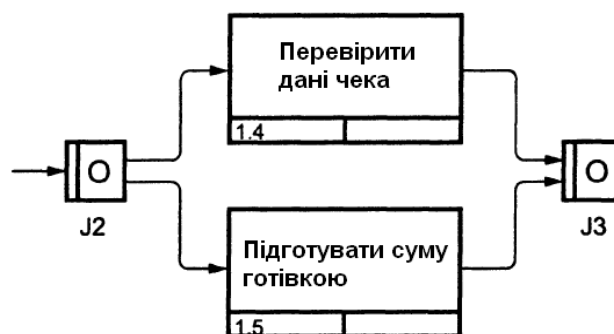 Перевірити
дані чека
1.4
O
J2
O
J3
Підготувати суму
готівкою
1.5